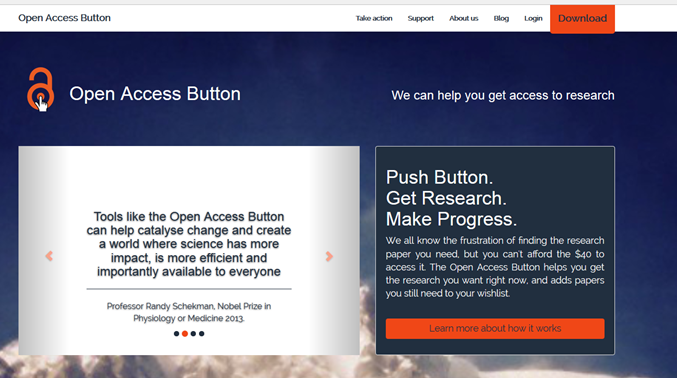 Open Access Button
Take action Support About us Blog Login Download
Open Access Button
We can help you get access to research
Tools like the Open Access Button
can help catalyse change and create
a world where science has more
impact, is more efficient and
importantly available to everyone
Professor Randy Schekman, Nobel Prize in
Physiology or Medicine 2013.
Push Button.
Get Research.
Make Progress.
We all know the frustration of finding the research
paper you need, but you can't afford the $40 to
access it. The Open Access Button helps you get
the research you want right now, and adds papers
you still need to your wishlist.
Learn more about how it works